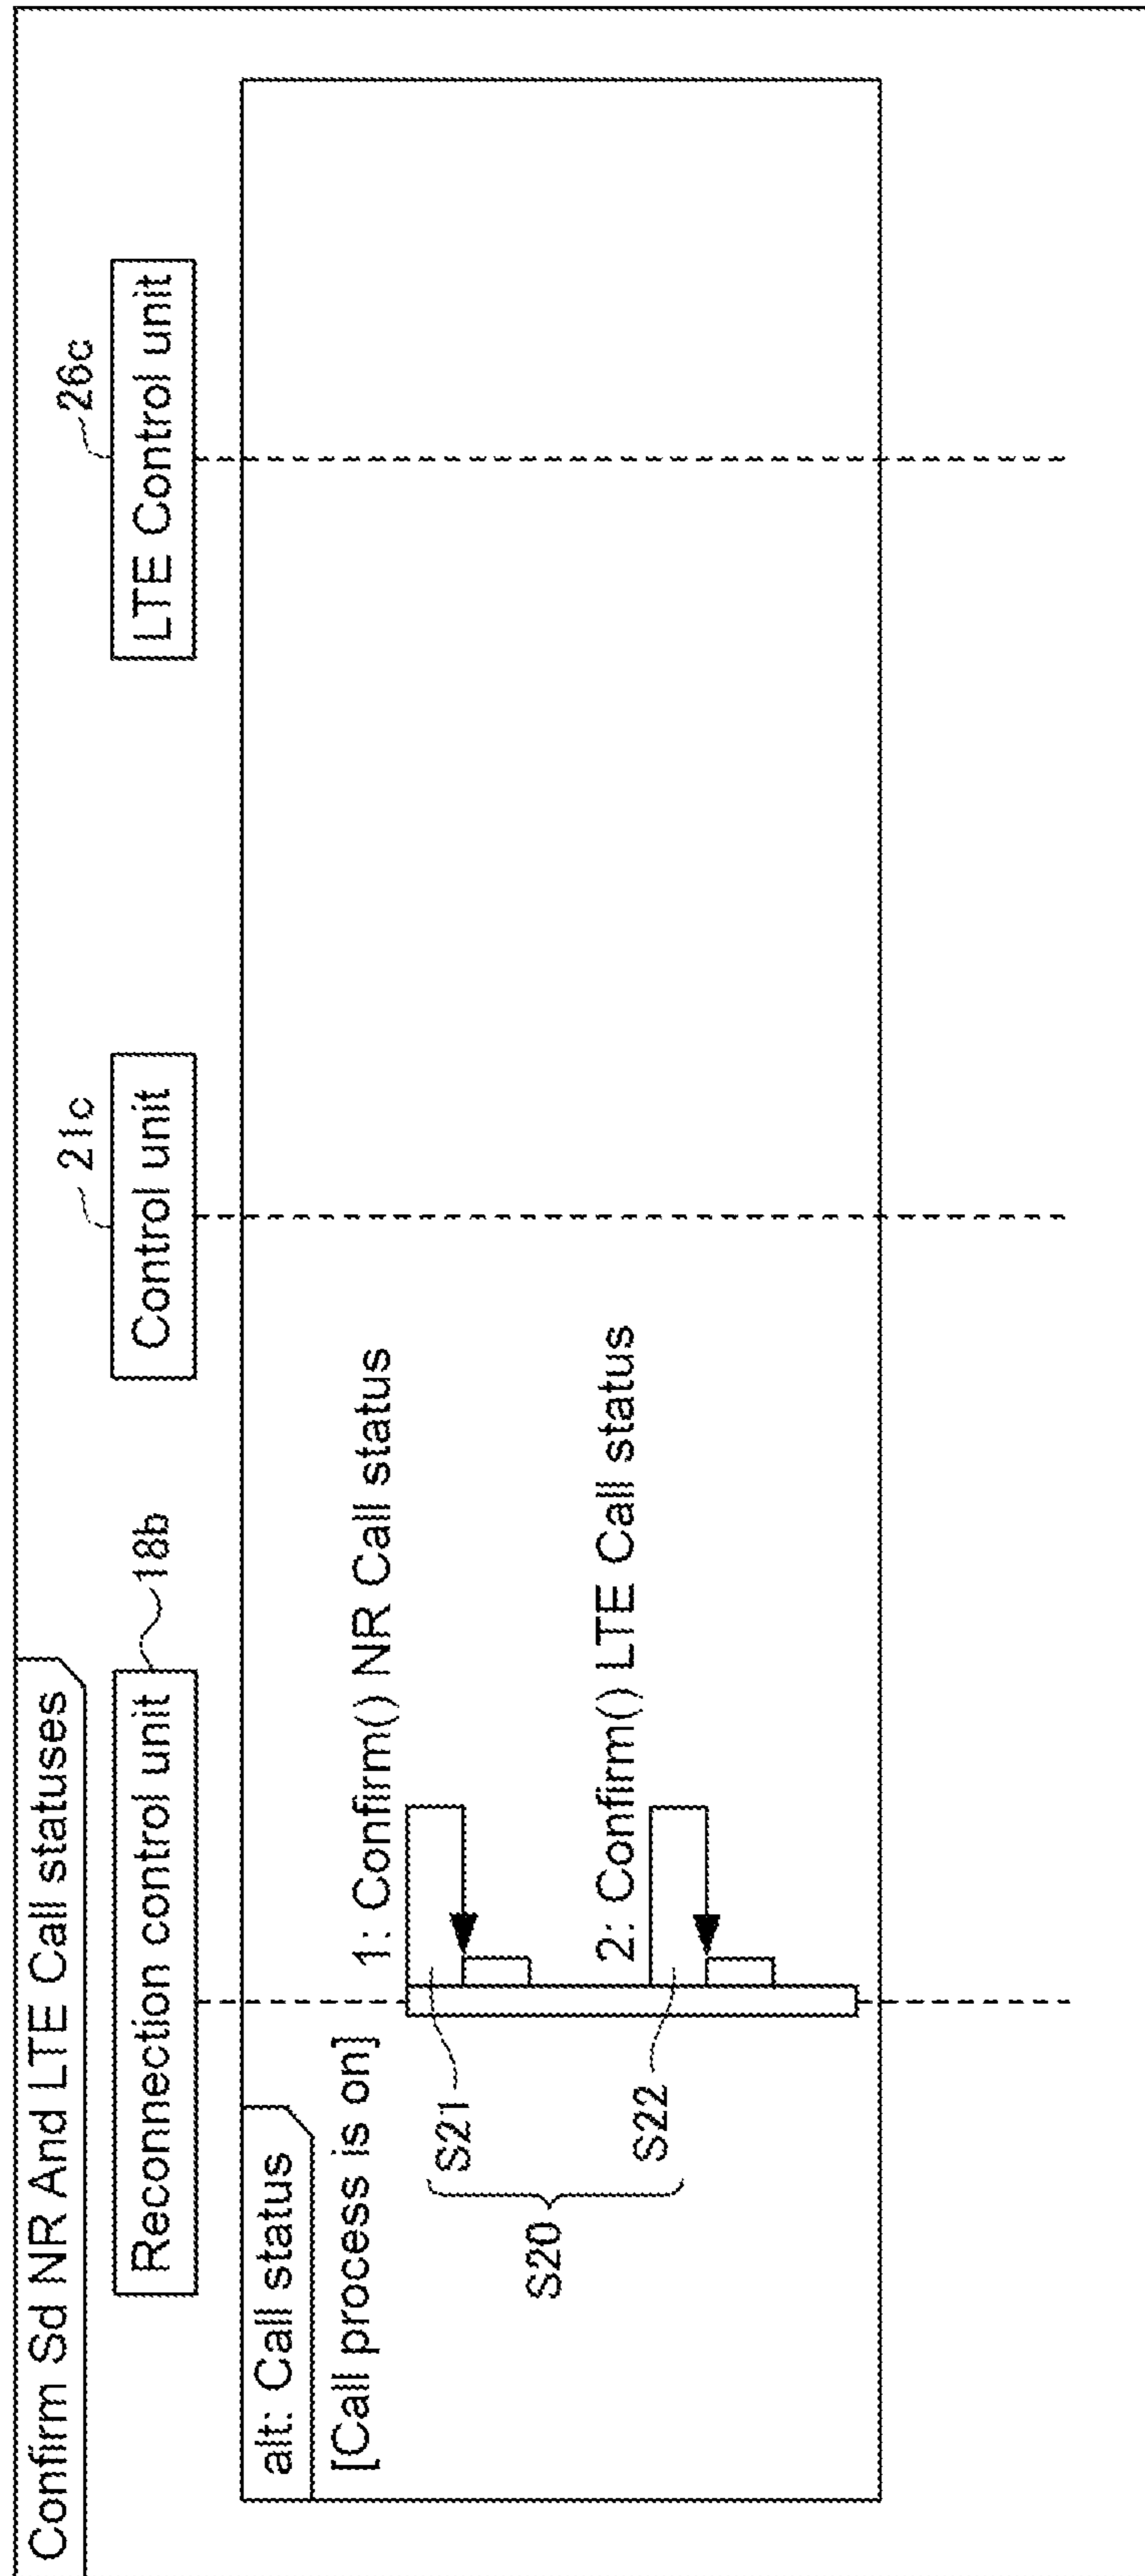 Confirm Sd NR And LTE Call statuses
Reconnection control unit
18b
Control unit
21c
LTE Control unit
26c
alt: Call status
[Call process is on]
1: Confirm() NR Call status
S21
2: Confirm() LTE Call status
S22
S20